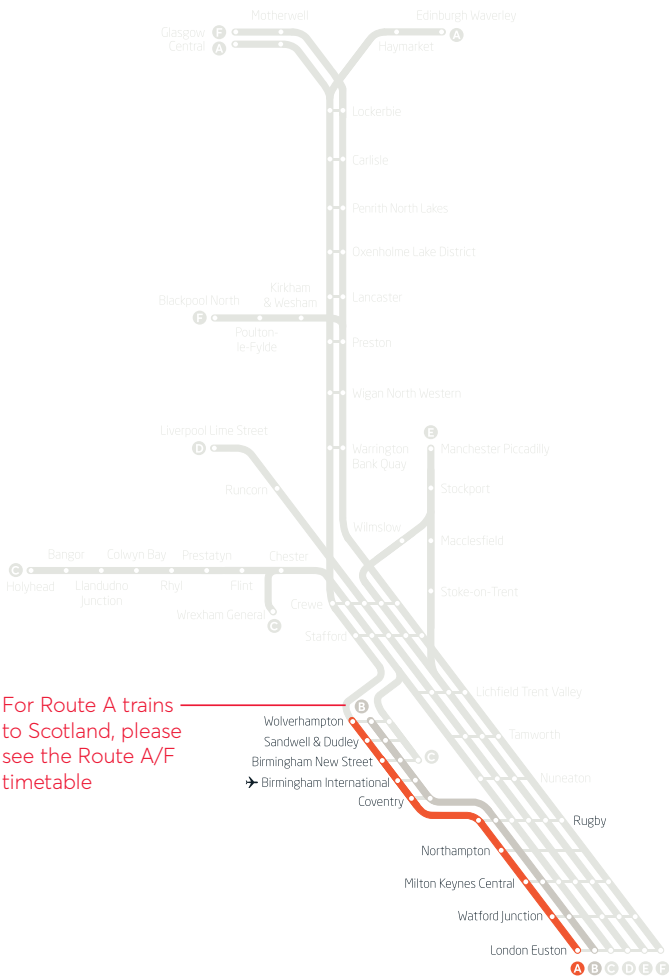 Motherwell
Edinburgh Waverley
Glasgow F
Central A
Haymarket
A
Lockerbie
Carlisle
Penrith North Lakes
Oxenholme Lake District
Kirkham
& Wesham
Lancaster
Blackpool North
F
Poulton-
le-Fylde
Preston
Wigan North Western
Liverpool Lime Street
E
D
Warrington
Bank Quay
Manchester Piccadilly
Runcorn
Stockport
Wilmslow
Macclesfield
Bangor
Colwyn Bay
Prestatyn
Chester
C
Holyhead
Llandudno
Junction
Rhyl
Flint
Stoke-on-Trent
Wrexham General
C
Crewe
Stafford
Lichfield Trent Valley
For Route A trains
to Scotland, please
see the Route A/F
timetable
B
Wolverhampton
Sandwell & Dudley
Tamworth
Birmingham New Street
C
Birmingham International
Nuneaton
Coventry
Rugby
Northampton
Milton Keynes Central
Watford Junction
London Euston
A B C D E F